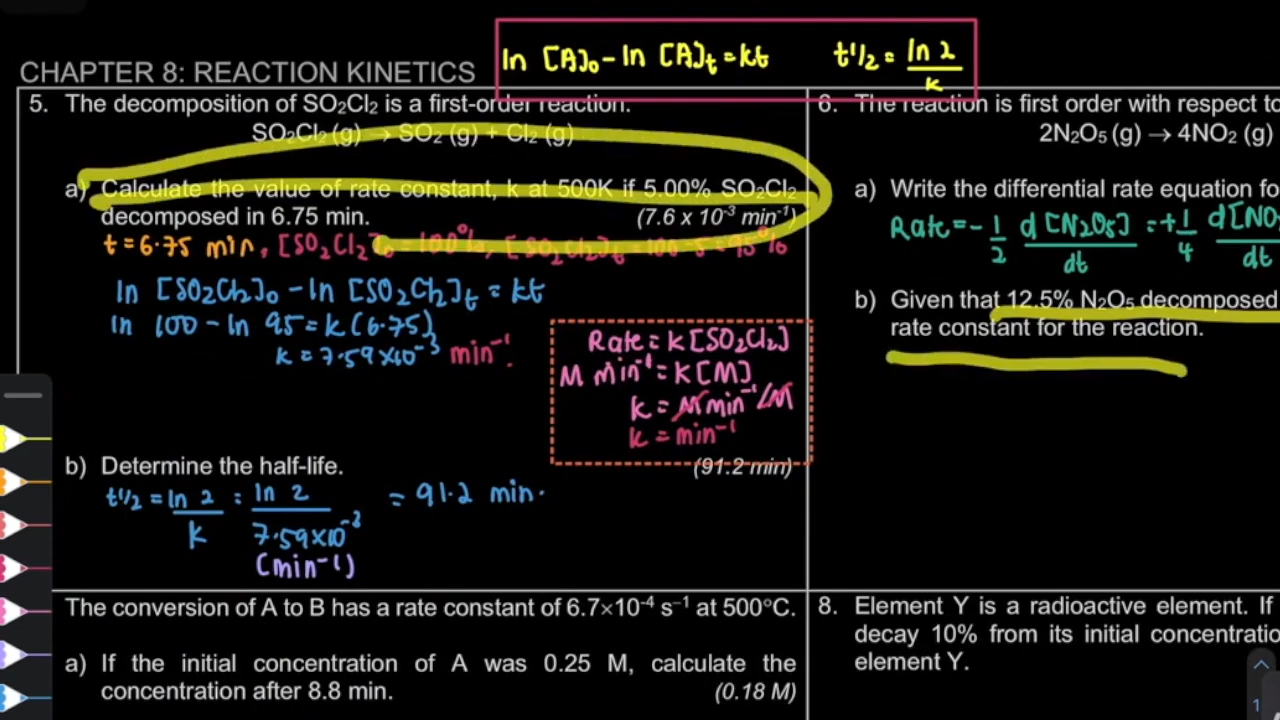 ln [A]₀ - ln [A]t = kt    t½ = ln 2 / k
CHAPTER 8: REACTION KINETICS
5. The decomposition of SO₂Cl₂ is a first-order reaction.
SO₂Cl₂ (g) → SO₂ (g) + Cl₂ (g)
a) Calculate the value of rate constant, k at 500K if 5.00% SO₂Cl₂
decomposed in 6.75 min. (7.6 x 10⁻³ min⁻¹)
t = 6.75 min, [SO₂Cl₂]₀ = 100%, [SO₂Cl₂]t = 100-5 = 95%
ln [SO₂Cl₂]₀ - ln [SO₂Cl₂]t = kt
ln 100 - ln 95 = k(6.75)
k = 7.59×10⁻³ min⁻¹.
Rate = k[SO₂Cl₂]
M min⁻¹ = k[M]
k = M min⁻¹/M
k = min⁻¹
b) Determine the half-life. (91.2 min)
t½ = ln 2 / k = ln 2 / 7.59×10⁻³ = 91.2 min.
(min⁻¹)
The conversion of A to B has a rate constant of 6.7×10⁻⁴ s⁻¹ at 500°C.
a) If the initial concentration of A was 0.25 M, calculate the
concentration after 8.8 min. (0.18 M)
6. The reaction is first order with respect to
2N₂O₅ (g) → 4NO₂ (g)
a) Write the differential rate equation fo
Rate = - 1/2 d[N₂O₅]/dt = + 1/4 d[NO/dt
b) Given that 12.5% N₂O₅ decomposed
rate constant for the reaction.
8. Element Y is a radioactive element. If
decay 10% from its initial concentratio
element Y.
1